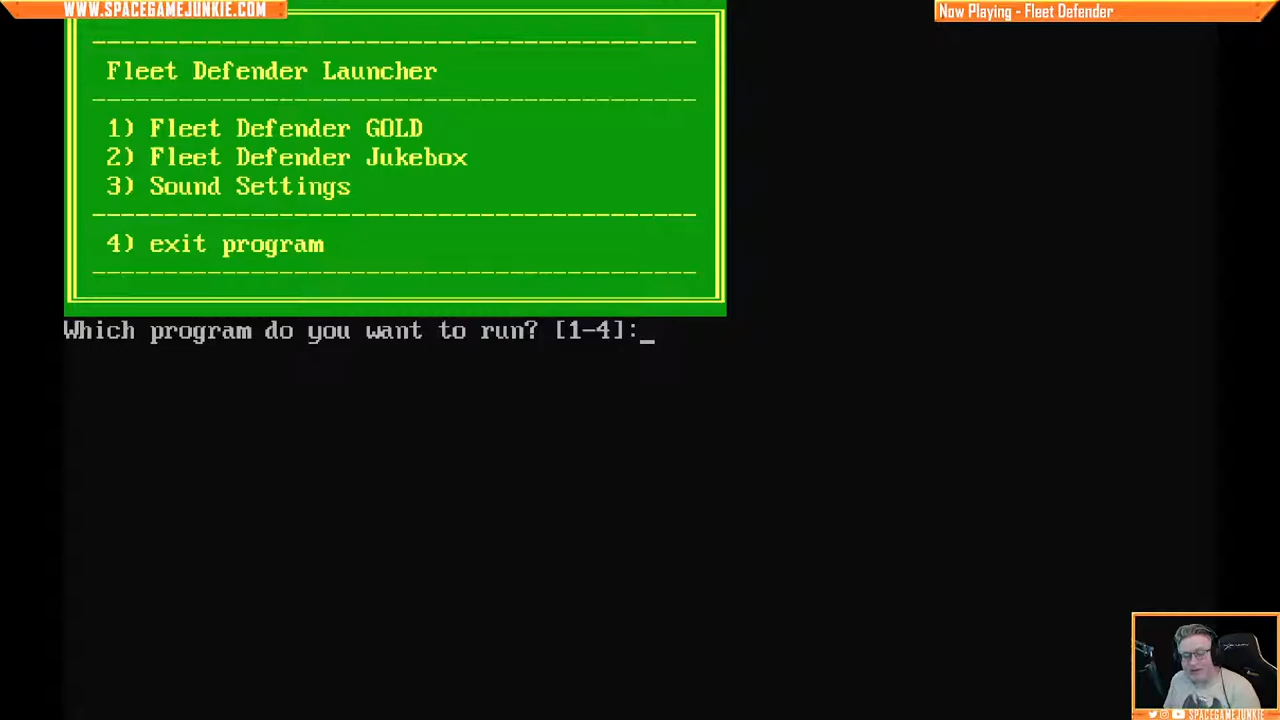 WWW.SPACEGAMEJUNKIE.COM
Now Playing - Fleet Defender
Fleet Defender Launcher
1) Fleet Defender GOLD
2) Fleet Defender Jukebox
3) Sound Settings
4) exit program
Which program do you want to run? [1-4]:_
SPACEGAMEJUNKIE